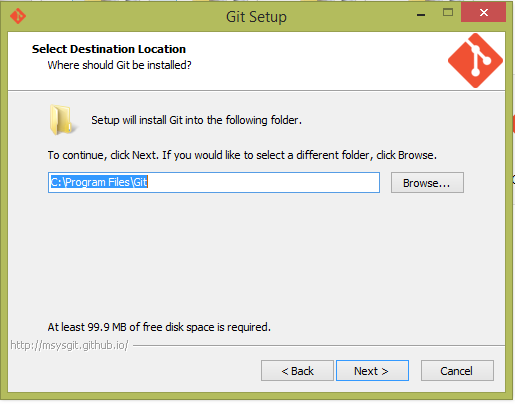 Git Setup
Select Destination Location
Where should Git be installed?
Setup will install Git into the following folder.
To continue, click Next. If you would like to select a different folder, click Browse.
C:\Program Files\Git
Browse...
At least 99.9 MB of free disk space is required.
http://msysgit.github.io/
< Back
Next >
Cancel